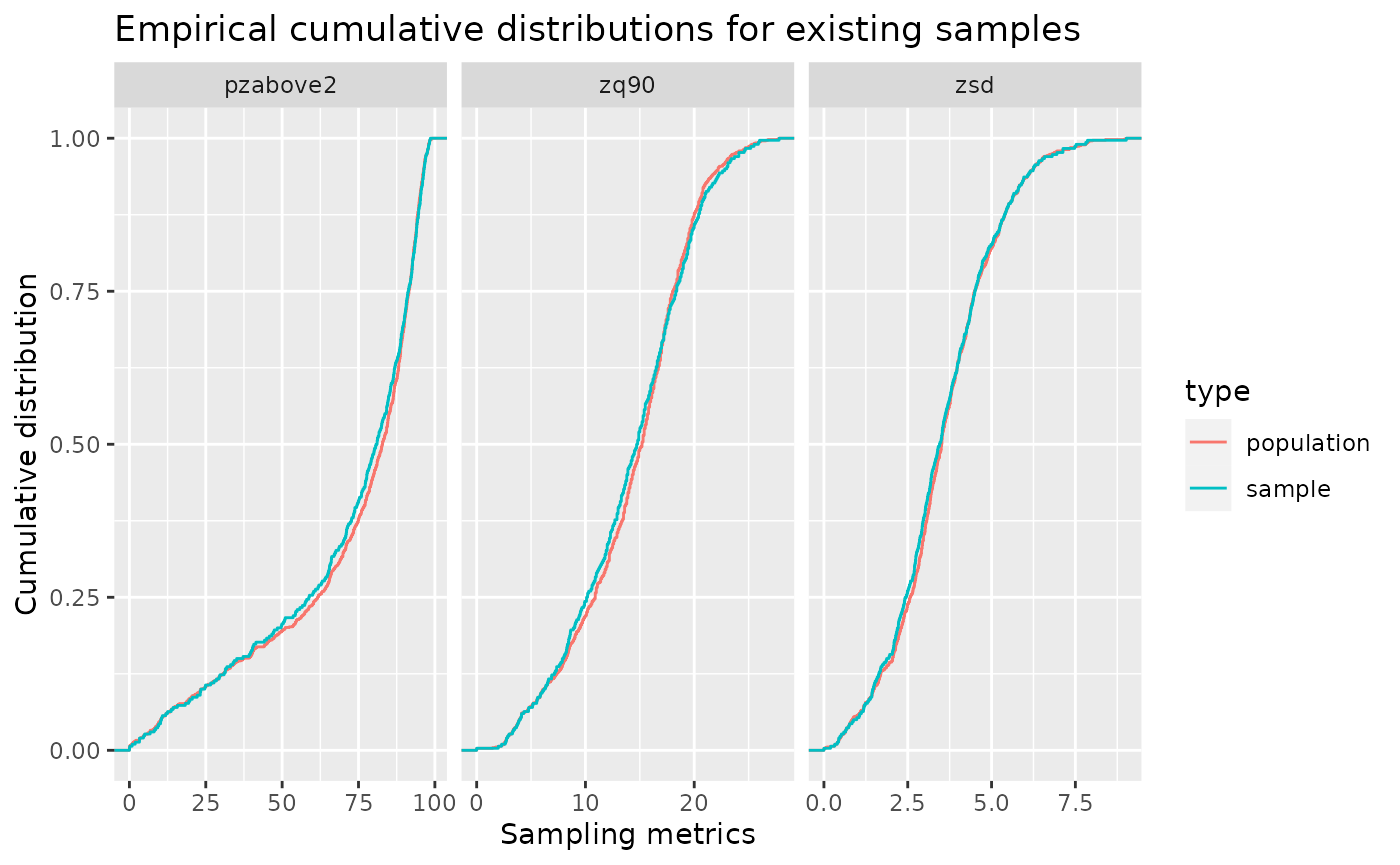 Empirical cumulative distributions for existing samples
pzabove2
zq90
zsd
1.00
0.75
0.50
0.25
0.00
Cumulative distribution
0 25 50 75 100
0 10 20
0.0 2.5 5.0 7.5
Sampling metrics
type
population
sample